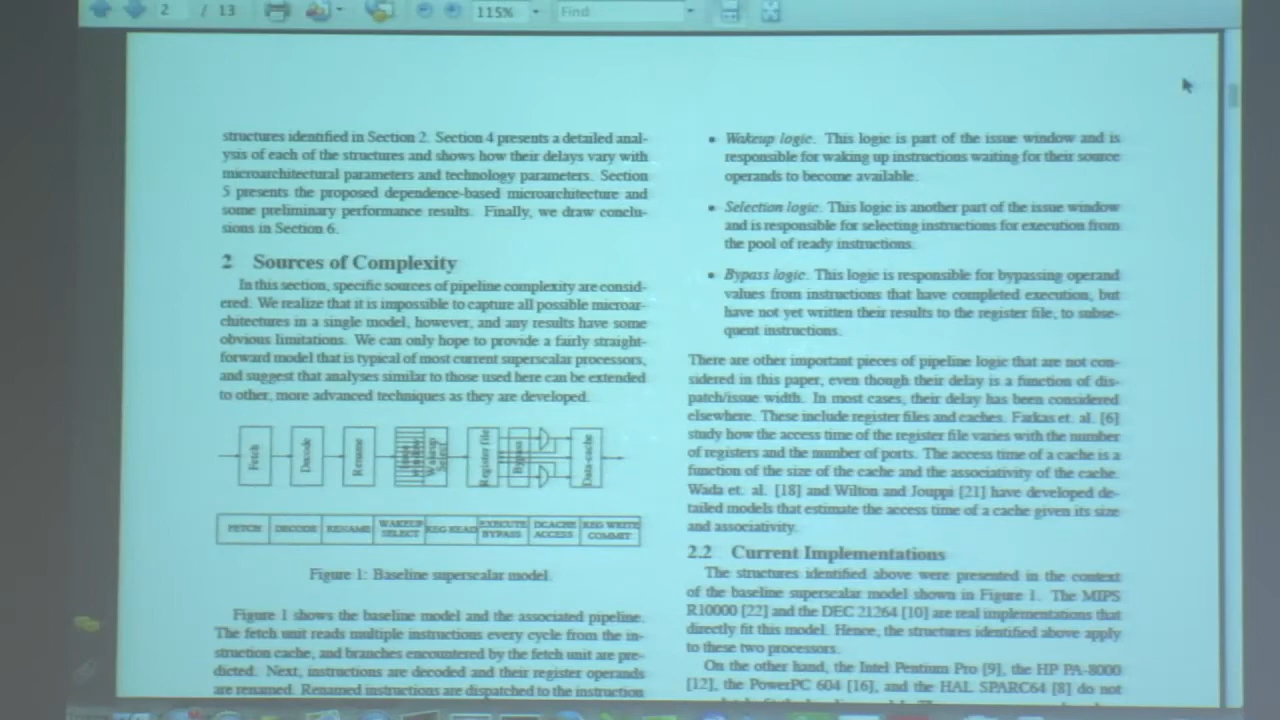 2 / 13 115% Find
structures identified in Section 2. Section 4 presents a detailed anal-
ysis of each of the structures and shows how their delays vary with
microarchitectural parameters and technology parameters. Section
5 presents the proposed dependence-based microarchitecture and
some preliminary performance results. Finally, we draw conclu-
sions in Section 6.
2 Sources of Complexity
In this section, specific sources of pipeline complexity are consid-
ered. We realize that it is impossible to capture all possible microar-
chitectures in a single model, however, and any results have some
obvious limitations. We can only hope to provide a fairly straight-
forward model that is typical of most current superscalar processors,
and suggest that analyses similar to those used here can be extended
to other, more advanced techniques as they are developed.
Fetch
Decode
Rename
Wakeup
Select
Register file
Bypass
Data-cache
FETCH DECODE RENAME WAKEUP SELECT REG READ EXECUTE BYPASS DCACHE ACCESS REG WRITE COMMIT
Figure 1: Baseline superscalar model.
Figure 1 shows the baseline model and the associated pipeline.
The fetch unit reads multiple instructions every cycle from the in-
struction cache, and branches encountered by the fetch unit are pre-
dicted. Next, instructions are decoded and their register operands
are renamed. Renamed instructions are dispatched to the instruction
• Wakeup logic. This logic is part of the issue window and is
responsible for waking up instructions waiting for their source
operands to become available.
• Selection logic. This logic is another part of the issue window
and is responsible for selecting instructions for execution from
the pool of ready instructions.
• Bypass logic. This logic is responsible for bypassing operand
values from instructions that have completed execution, but
have not yet written their results to the register file, to subse-
quent instructions.
There are other important pieces of pipeline logic that are not con-
sidered in this paper, even though their delay is a function of dis-
patch/issue width. In most cases, their delay has been considered
elsewhere. These include register files and caches. Farkas et. al. [6]
study how the access time of the register file varies with the number
of registers and the number of ports. The access time of a cache is a
function of the size of the cache and the associativity of the cache.
Wada et. al. [18] and Wilton and Jouppi [21] have developed de-
tailed models that estimate the access time of a cache given its size
and associativity.
2.2 Current Implementations
The structures identified above were presented in the context
of the baseline superscalar model shown in Figure 1. The MIPS
R10000 [22] and the DEC 21264 [10] are real implementations that
directly fit this model. Hence, the structures identified above apply
to these two processors.
On the other hand, the Intel Pentium Pro [9], the HP PA-8000
[12], the PowerPC 604 [16], and the HAL SPARC64 [8] do not